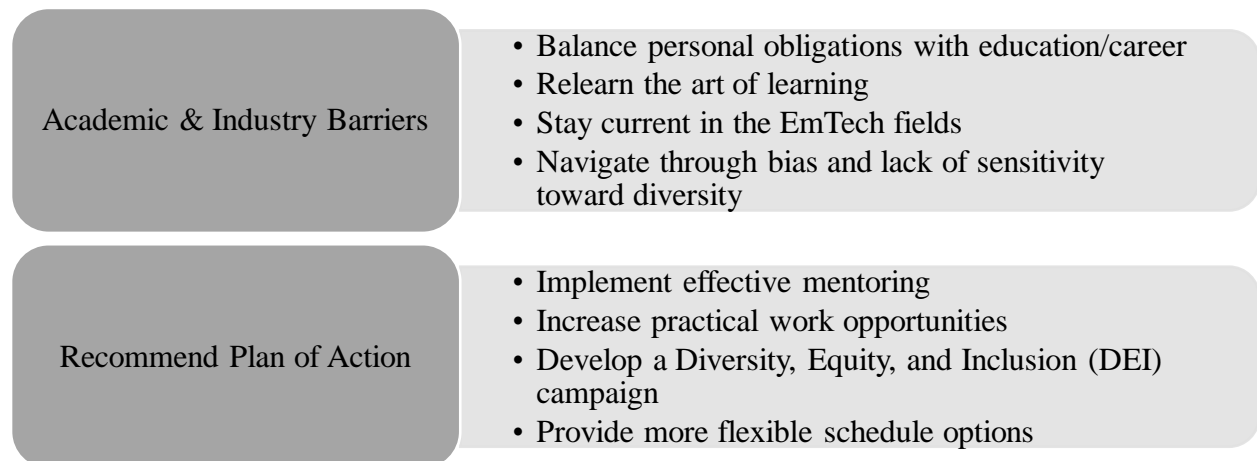 Academic & Industry Barriers
• Balance personal obligations with education/career
• Relearn the art of learning
• Stay current in the EmTech fields
• Navigate through bias and lack of sensitivity
toward diversity
Recommend Plan of Action
• Implement effective mentoring
• Increase practical work opportunities
• Develop a Diversity, Equity, and Inclusion (DEI)
campaign
• Provide more flexible schedule options